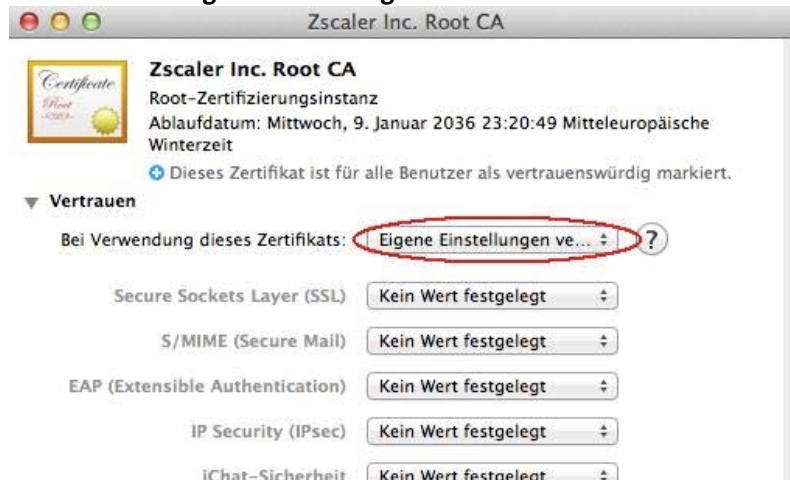 Zscaler Inc. Root CA
Certificate
Root
Zscaler Inc. Root CA
Root-Zertifizierungsinstanz
Ablaufdatum: Mittwoch, 9. Januar 2036 23:20:49 Mitteleuropäische
Winterzeit
Dieses Zertifikat ist für alle Benutzer als vertrauenswürdig markiert.
Vertrauen
Bei Verwendung dieses Zertifikats: Eigene Einstellungen ve... ?
Secure Sockets Layer (SSL) Kein Wert festgelegt
S/MIME (Secure Mail) Kein Wert festgelegt
EAP (Extensible Authentication) Kein Wert festgelegt
IP Security (IPsec) Kein Wert festgelegt
iChat-Sicherheit Kein Wert festgelegt